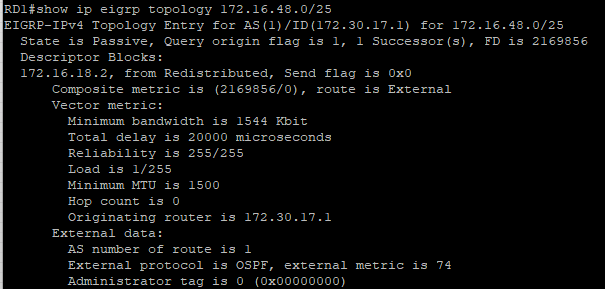 RD1#show ip eigrp topology 172.16.48.0/25
EIGRP-IPv4 Topology Entry for AS(1)/ID(172.30.17.1) for 172.16.48.0/25
State is Passive, Query origin flag is 1, 1 Successor(s), FD is 2169856
Descriptor Blocks:
172.16.18.2, from Redistributed, Send flag is 0x0
Composite metric is (2169856/0), route is External
Vector metric:
Minimum bandwidth is 1544 Kbit
Total delay is 20000 microseconds
Reliability is 255/255
Load is 1/255
Minimum MTU is 1500
Hop count is 0
Originating router is 172.30.17.1
External data:
AS number of route is 1
External protocol is OSPF, external metric is 74
Administrator tag is 0 (0x00000000)